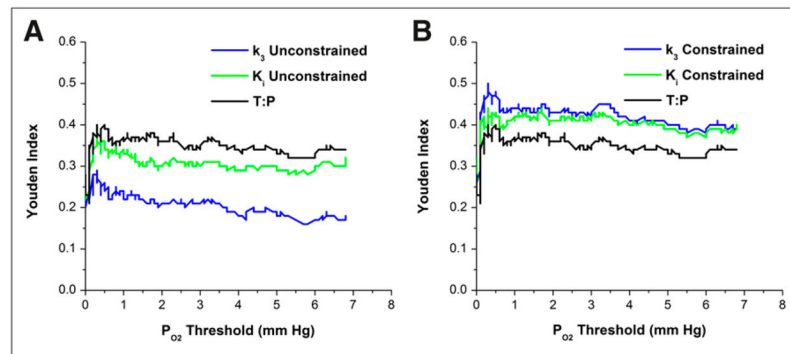 A
k3 Unconstrained
Ki Unconstrained
T:P
Youden Index
0.6
0.5
0.4
0.3
0.2
0.1
0.0
0 1 2 3 4 5 6 7 8
PO2 Threshold (mm Hg)
B
k3 Constrained
Ki Constrained
T:P
Youden Index
0.6
0.5
0.4
0.3
0.2
0.1
0.0
0 1 2 3 4 5 6 7 8
PO2 Threshold (mm Hg)